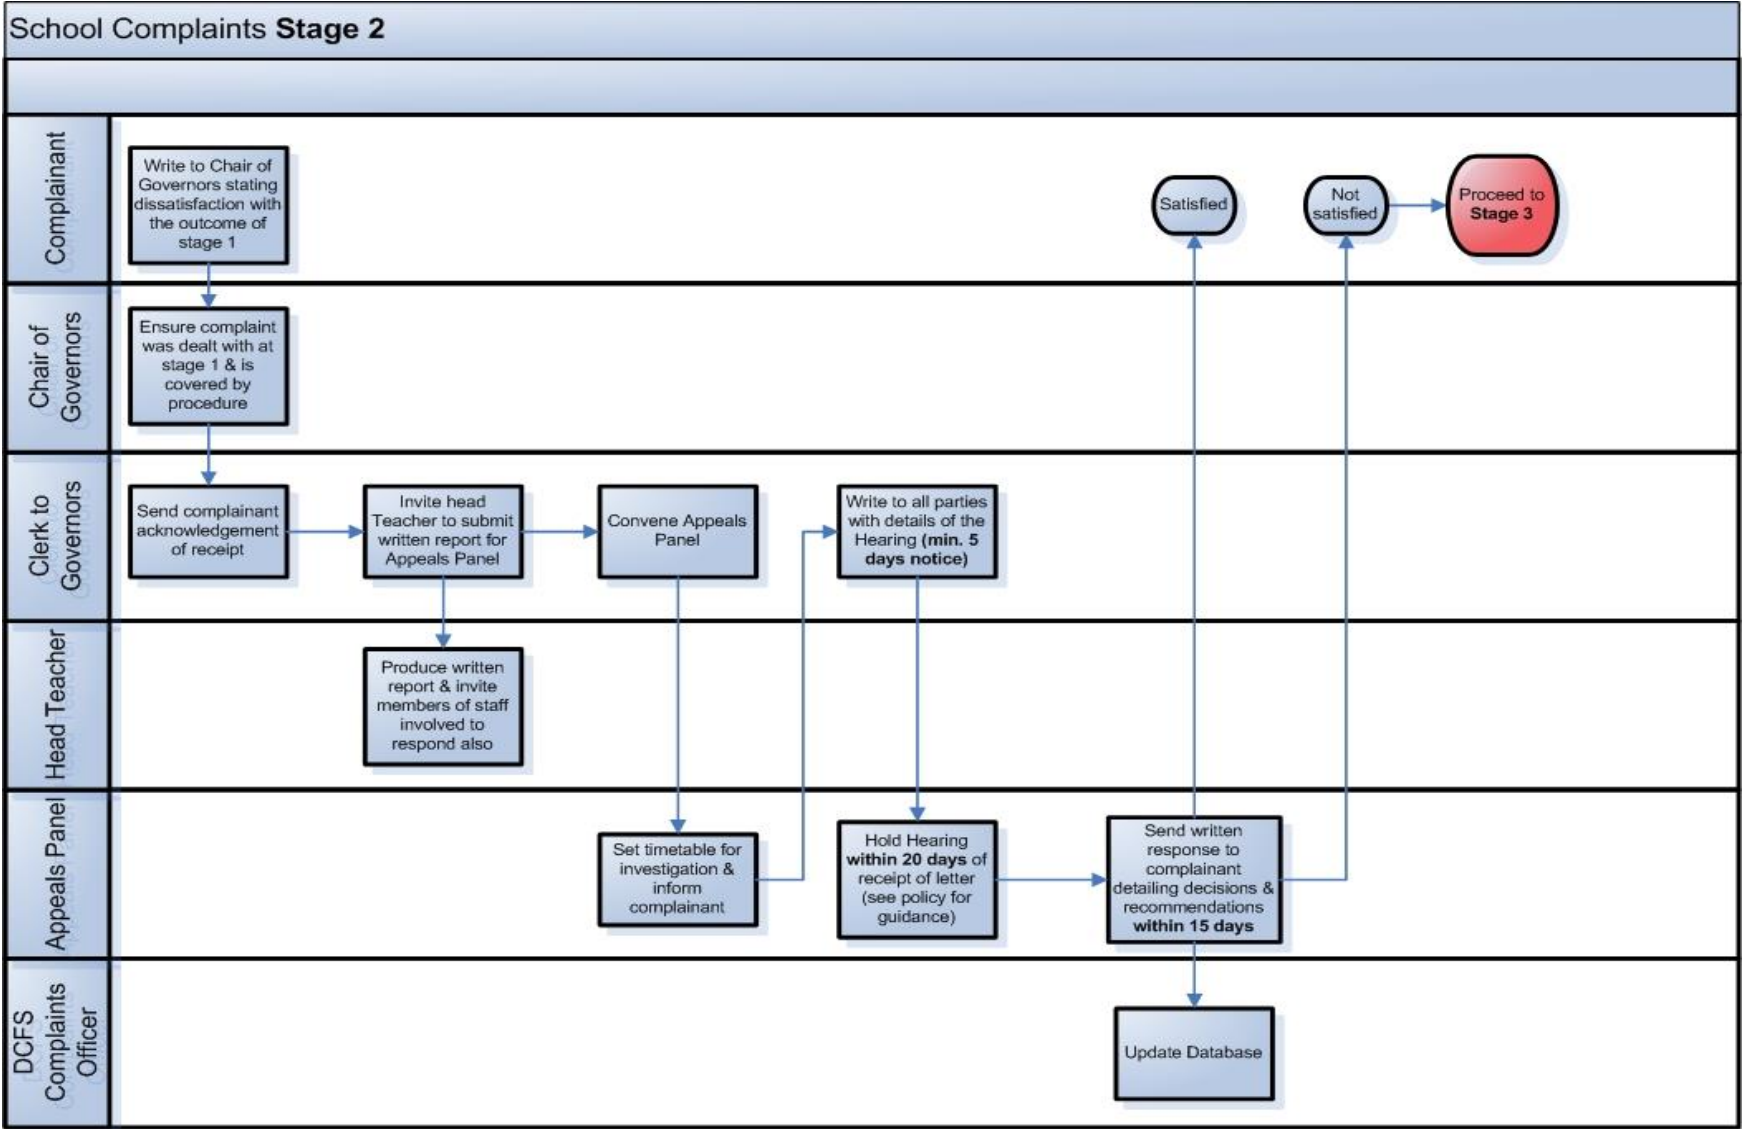 School Complaints Stage 2
Complainant
Write to Chair of
Governors stating
dissatisfaction with
the outcome of
stage 1
Satisfied
Not
satisfied
Proceed to
Stage 3
Chair of
Governors
Ensure complaint
was dealt with at
stage 1 & is
covered by
procedure
Clerk to
Governors
Send complainant
acknowledgement
of receipt
Invite head
Teacher to submit
written report for
Appeals Panel
Convene Appeals
Panel
Write to all parties
with details of the
Hearing (min. 5
days notice)
Head Teacher
Produce written
report & invite
members of staff
involved to
respond also
Appeals Panel
Set timetable for
investigation &
inform
complainant
Hold Hearing
within 20 days of
receipt of letter
(see policy for
guidance)
Send written
response to
complainant
detailing decisions &
recommendations
within 15 days
DCFS
Complaints
Officer
Update Database